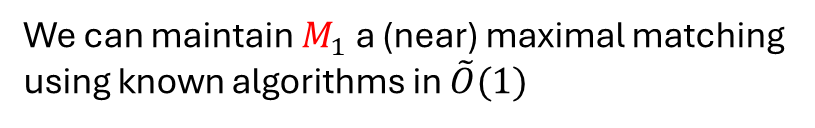 We can maintain 𝑀₁ a (near) maximal matching
using known algorithms in Õ(1)